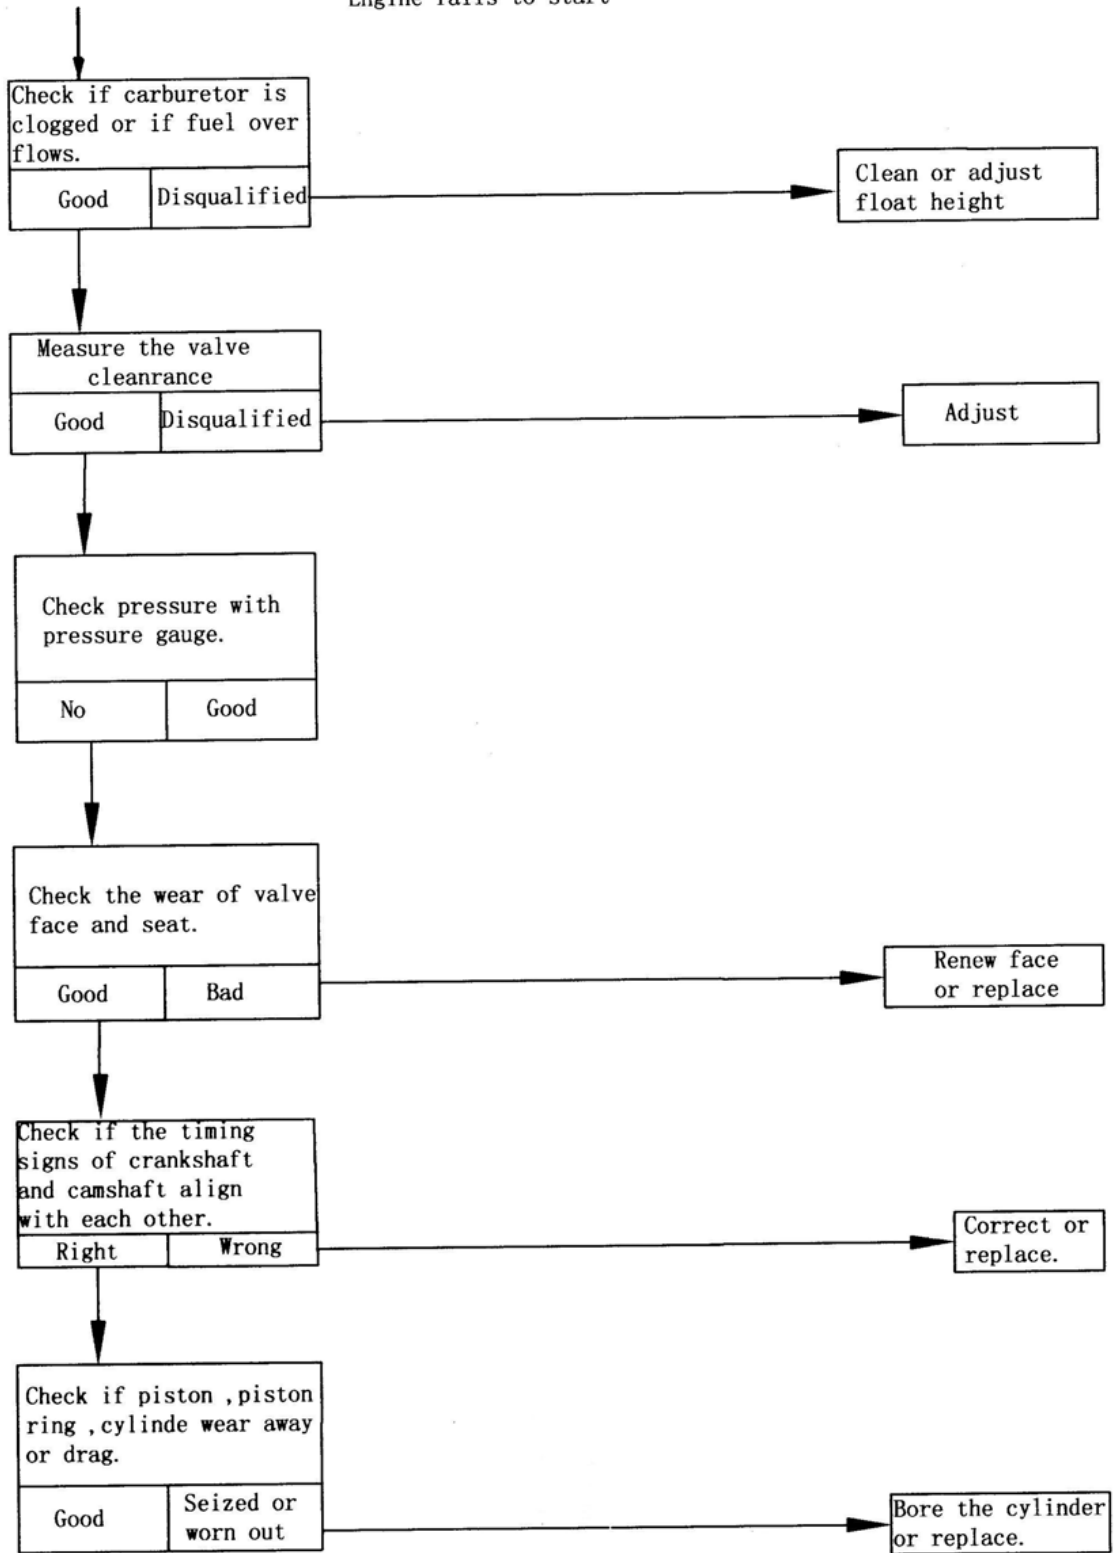 Engine fails to start
Check if carburetor is
clogged or if fuel over
flows.
Good
Disqualified
Clean or adjust
float height
Measure the valve
cleanrance
Good
Disqualified
Adjust
Check pressure with
pressure gauge.
No
Good
Check the wear of valve
face and seat.
Good
Bad
Renew face
or replace
Check if the timing
signs of crankshaft
and camshaft align
with each other.
Right
Wrong
Correct or
replace.
Check if piston ,piston
ring ,cylinde wear away
or drag.
Good
Seized or
worn out
Bore the cylinder
or replace.